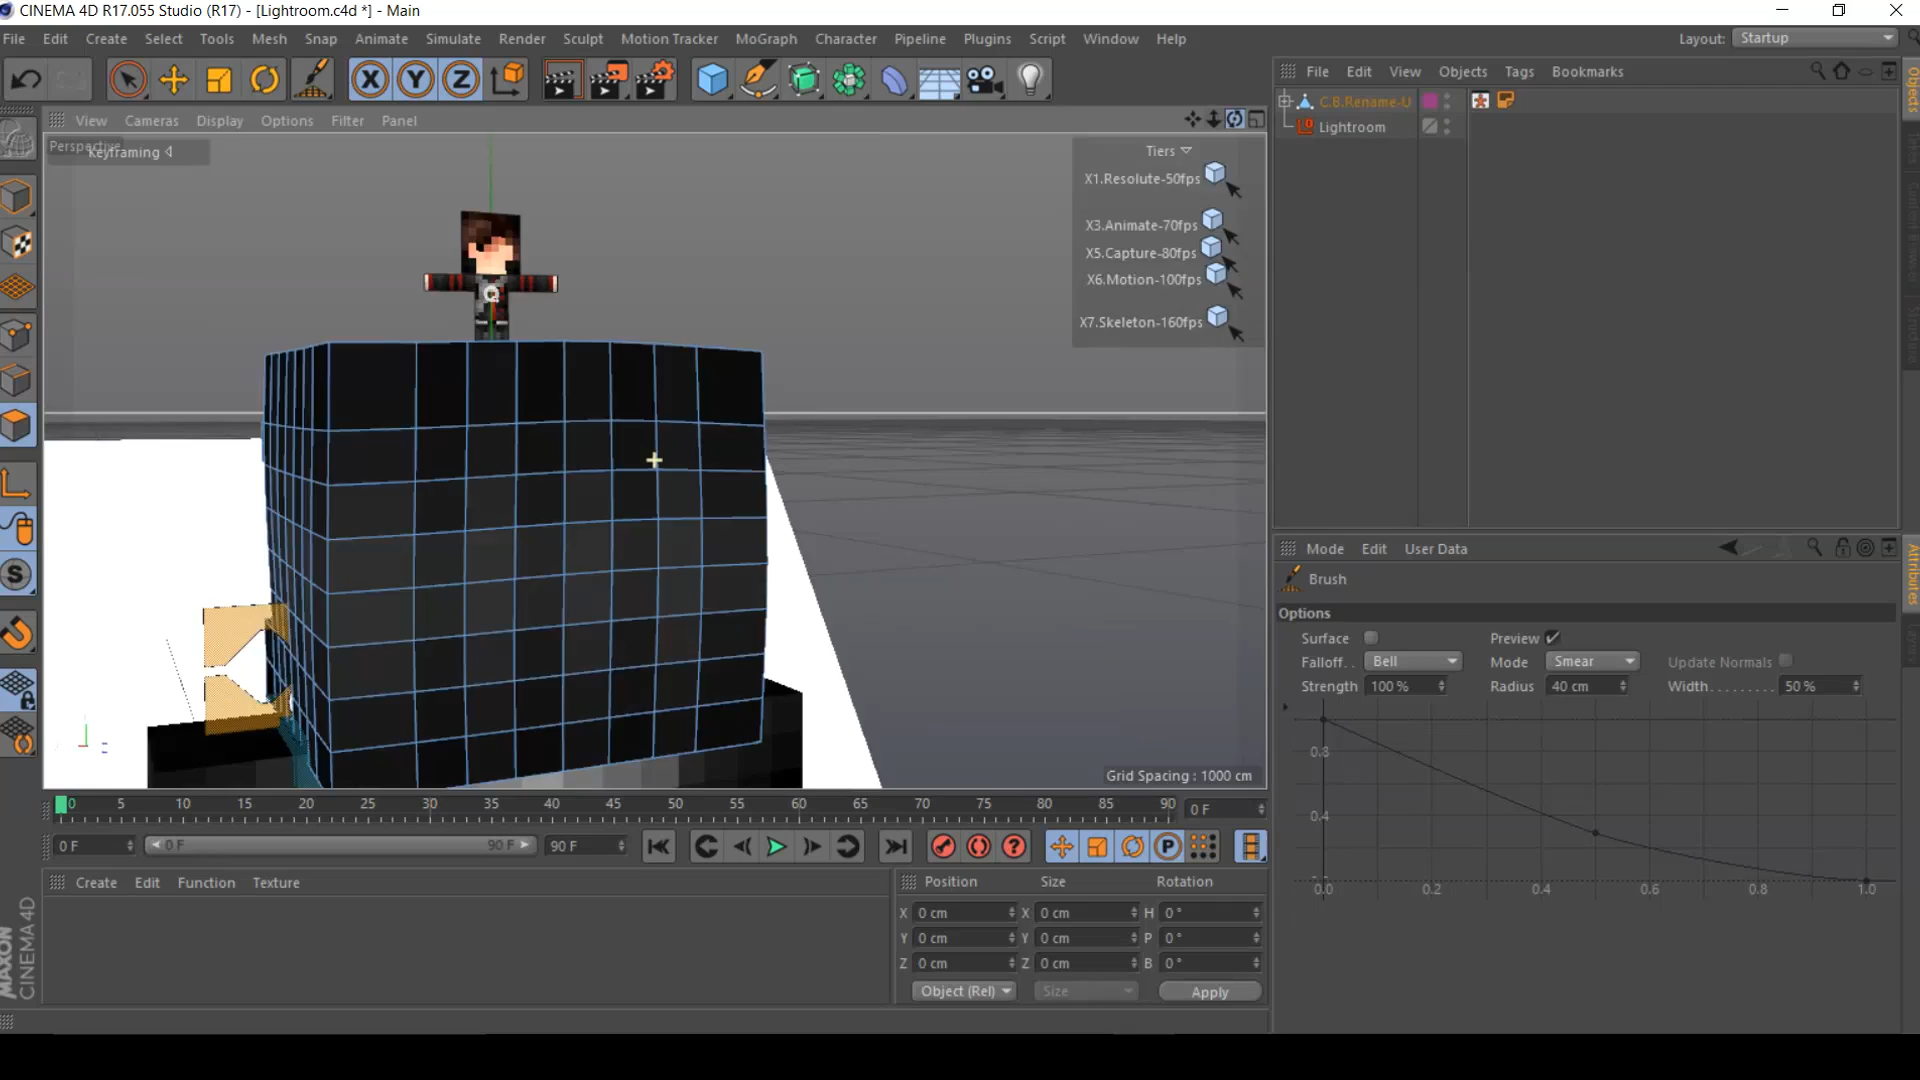 CINEMA 4D R17.055 Studio (R17) - [Lightroom.c4d *] - Main
File Edit Create Select Tools Mesh Snap Animate Simulate Render Sculpt Motion Tracker MoGraph Character Pipeline Plugins Script Window Help
Layout: Startup
X Y Z
File Edit View Objects Tags Bookmarks
C.B.Rename-U
Lightroom
Objects
View Cameras Display Options Filter Panel
Perspective
Keyframing
Tiers
X1.Resolute-50fps
X3.Animate-70fps
X5.Capture-80fps
X6.Motion-100fps
X7.Skeleton-160fps
Grid Spacing : 1000 cm
Mode Edit User Data
Attributes
Brush
Options
Surface Preview
Falloff. . Bell Mode Smear Update Normals
Strength 100 % Radius 40 cm Width. . . . . . . . . 50 %
0.8
0.4
0.0 0.2 0.4 0.6 0.8 1.0
0 5 10 15 20 25 30 35 40 45 50 55 60 65 70 75 80 85 90
0 F
0 F 0 F 90 F 90 F
P
Create Edit Function Texture
Position Size Rotation
X 0 cm X 0 cm H 0 °
Y 0 cm Y 0 cm P 0 °
Z 0 cm Z 0 cm B 0 °
Object (Rel) Size Apply
MAXON
CINEMA 4D